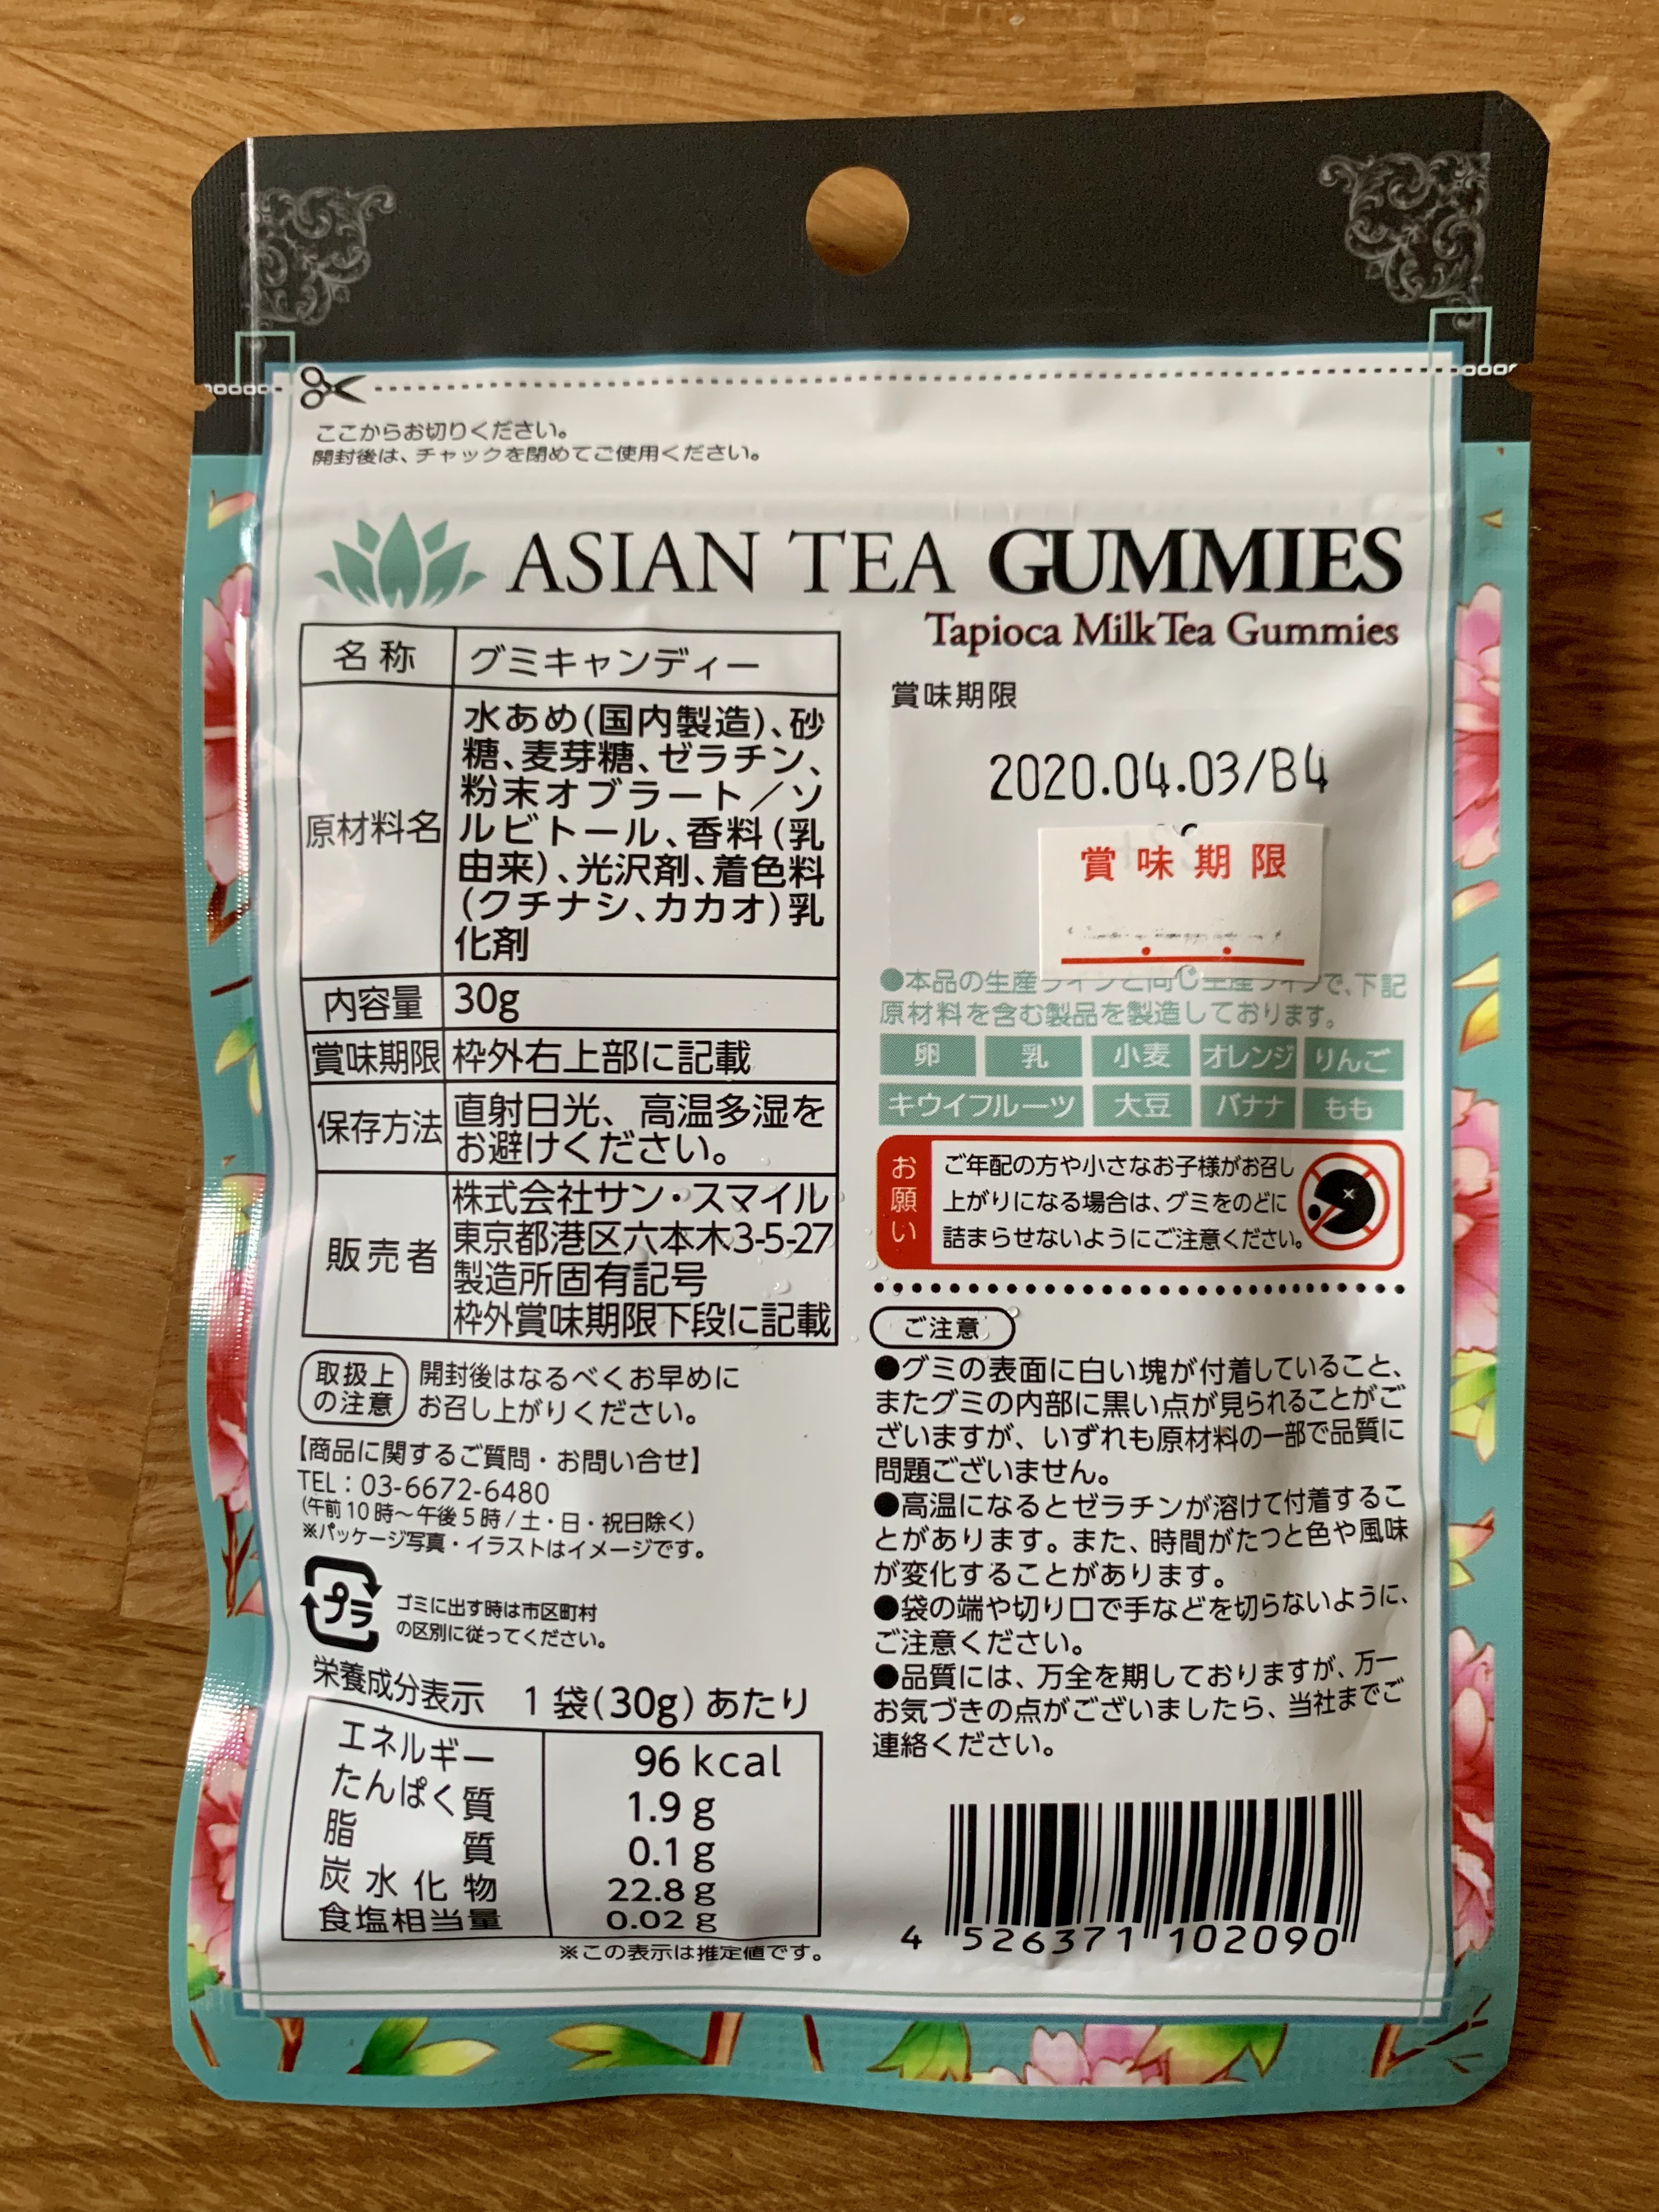 ここからお切りください。
開封後は、チャックを閉めてご使用ください。
ASIAN TEA GUMMIES
Tapioca Milk Tea Gummies
名称 グミキャンディー
原材料名
水あめ(国内製造)、砂
糖、麦芽糖、ゼラチン、
粉末オブラート／ソ
ルビトール、香料(乳
由来)、光沢剤、着色料
(クチナシ、カカオ)乳
化剤
内容量 30g
賞味期限 枠外右上部に記載
保存方法
直射日光、高温多湿を
お避けください。
販売者
株式会社サン・スマイル
東京都港区六本木3-5-27
製造所固有記号
枠外賞味期限下段に記載
取扱上
の注意
開封後はなるべくお早めに
お召し上がりください。
【商品に関するご質問・お問い合せ】
TEL：03-6672-6480
(午前10時〜午後5時/土・日・祝日除く)
※パッケージ写真・イラストはイメージです。
プラ
ゴミに出す時は市区町村
の区別に従ってください。
栄養成分表示 1袋(30g)あたり
エネルギー 96 kcal
たんぱく質 1.9 g
脂質 0.1 g
炭水化物 22.8 g
食塩相当量 0.02 g
※この表示は推定値です。
賞味期限
2020.04.03/B4
賞味期限
●本品の生産ラインと同じ生産ラインで、下記
原材料を含む製品を製造しております。
卵 乳 小麦 オレンジ りんご
キウイフルーツ 大豆 バナナ もも
お願い
ご年配の方や小さなお子様がお召し
上がりになる場合は、グミをのどに
詰まらせないようにご注意ください。
ご注意
●グミの表面に白い塊が付着していること、
またグミの内部に黒い点が見られることがご
ざいますが、いずれも原材料の一部で品質に
問題ございません。
●高温になるとゼラチンが溶けて付着するこ
とがあります。また、時間がたつと色や風味
が変化することがあります。
●袋の端や切り口で手などを切らないように、
ご注意ください。
●品質には、万全を期しておりますが、万一
お気づきの点がございましたら、当社までご
連絡ください。
4 526371 102090